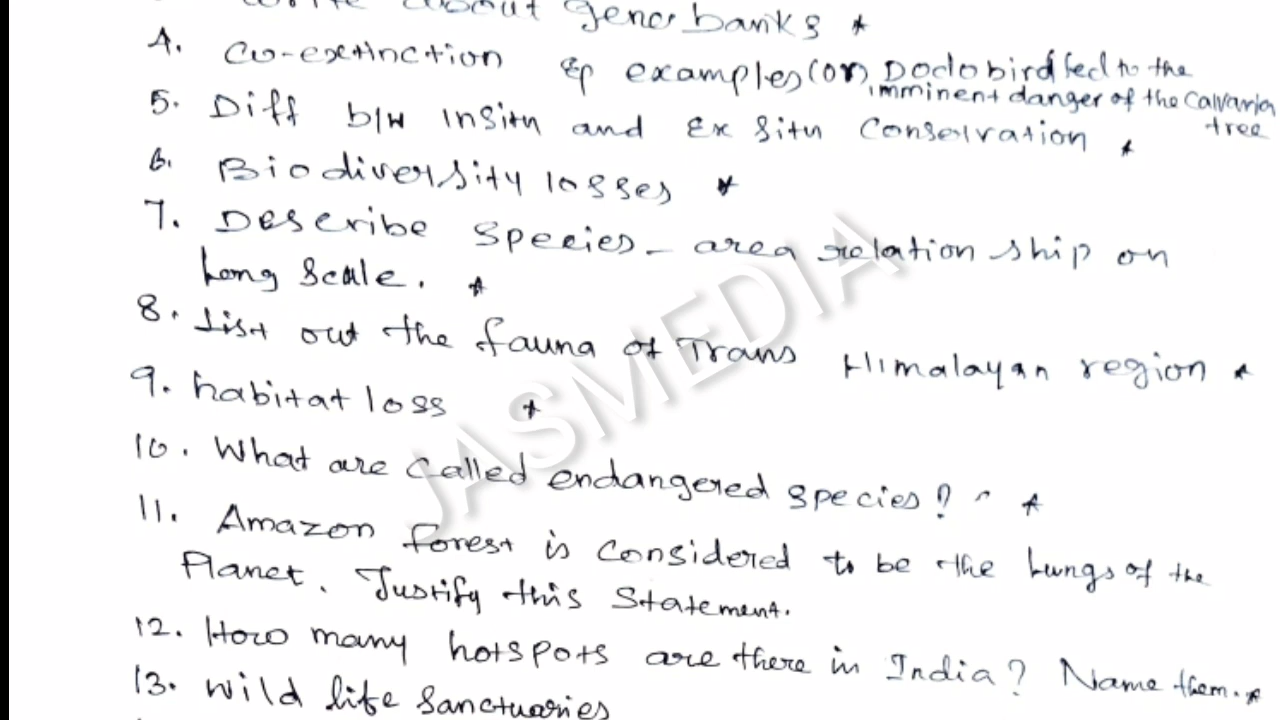 Write about gene banks *
4. Co-extinction Ep examples (or) Dodo bird led to the
imminent danger of the Calvaria
tree
5. Diff b/w insitu and Ex situ Conservation *
6. Biodiversity losses *
7. Describe Species - area relation ship on
Long Scale. *
8. List out the fauna of Trans Himalayan region *
9. habitat loss *
10. What are called endangered species? *
11. Amazon forest is considered to be the Lungs of the
Planet. Justify this Statement.
12. How many hotspots are there in India? Name them. *
13. Wild life Sanctuaries
JASMEDIA